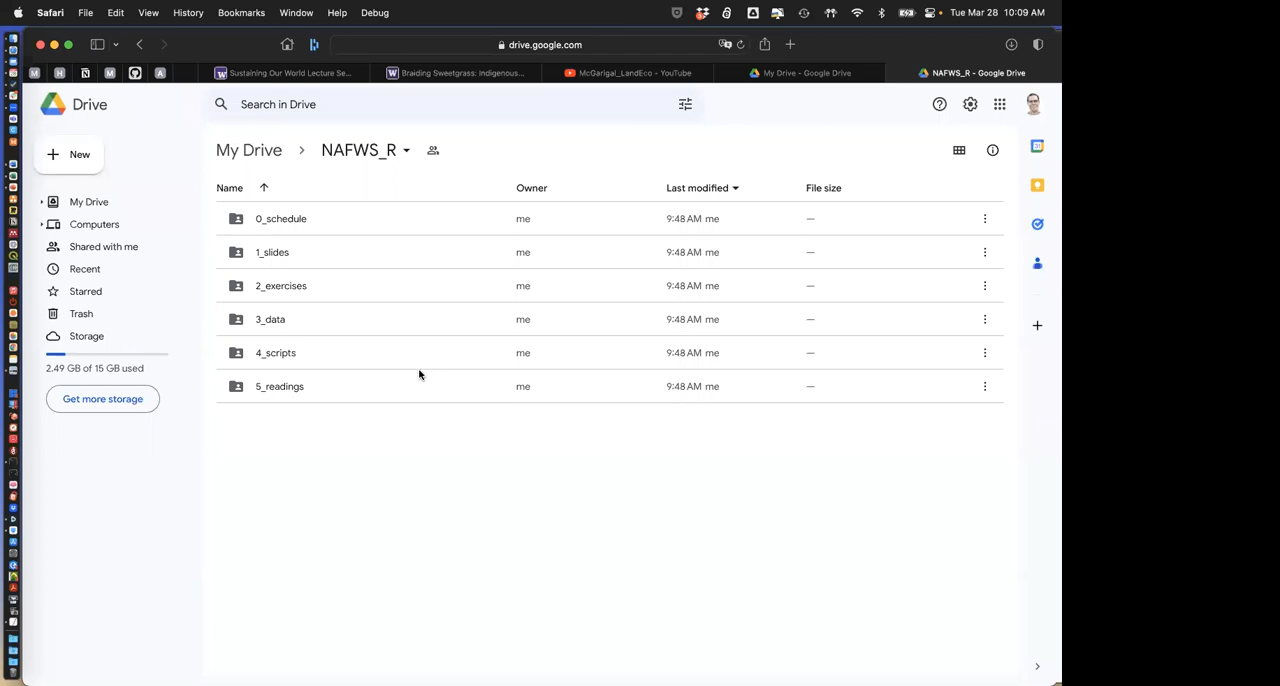 Safari File Edit View History Bookmarks Window Help Debug Tue Mar 28 10:09 AM
drive.google.com
M H N M A Sustaining Our World Lecture Se... Braiding Sweetgrass: Indigenous... McGarigal_LandEco - YouTube My Drive - Google Drive NAFWS_R - Google Drive
Drive Search in Drive
New
My Drive > NAFWS_R
Name Owner Last modified File size
My Drive
Computers
Shared with me
Recent
Starred
Trash
Storage
2.49 GB of 15 GB used
Get more storage
0_schedule me 9:48 AM me —
1_slides me 9:48 AM me —
2_exercises me 9:48 AM me —
3_data me 9:48 AM me —
4_scripts me 9:48 AM me —
5_readings me 9:48 AM me —